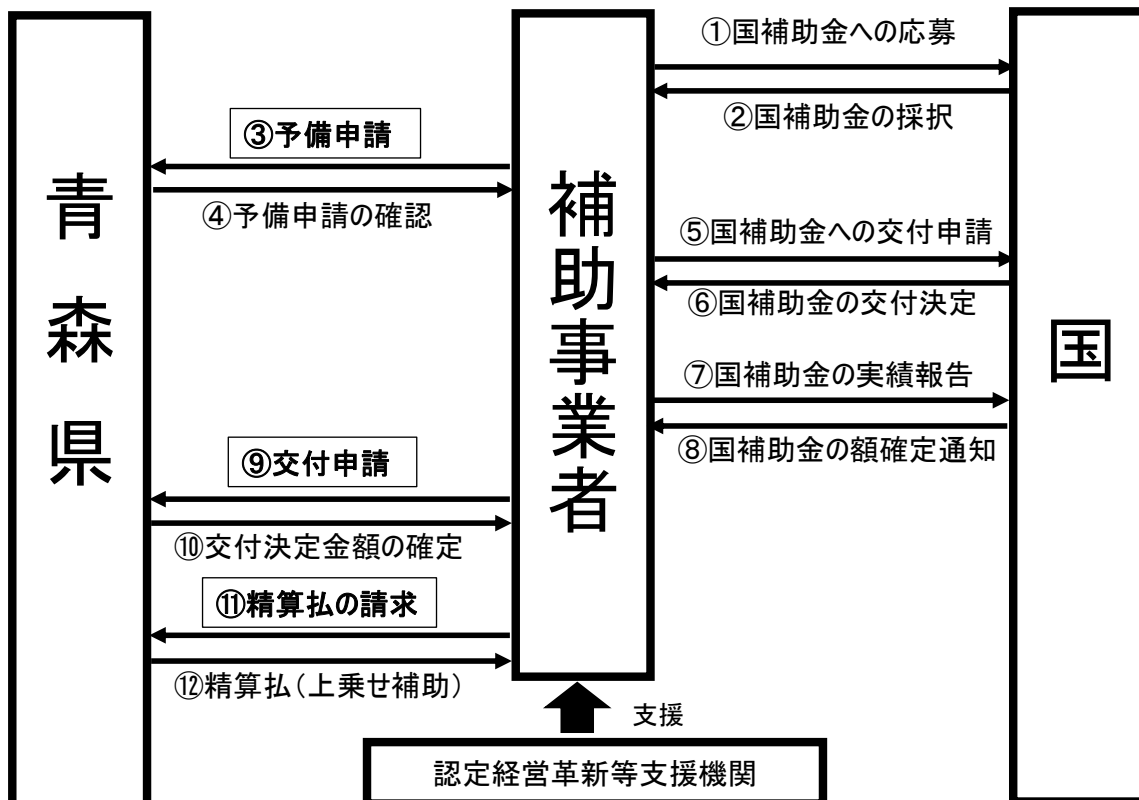 青森県
補助事業者
国
①国補助金への応募
②国補助金の採択
③予備申請
④予備申請の確認
⑤国補助金への交付申請
⑥国補助金の交付決定
⑦国補助金の実績報告
⑧国補助金の額確定通知
⑨交付申請
⑩交付決定金額の確定
⑪精算払の請求
⑫精算払（上乗せ補助）
支援
認定経営革新等支援機関